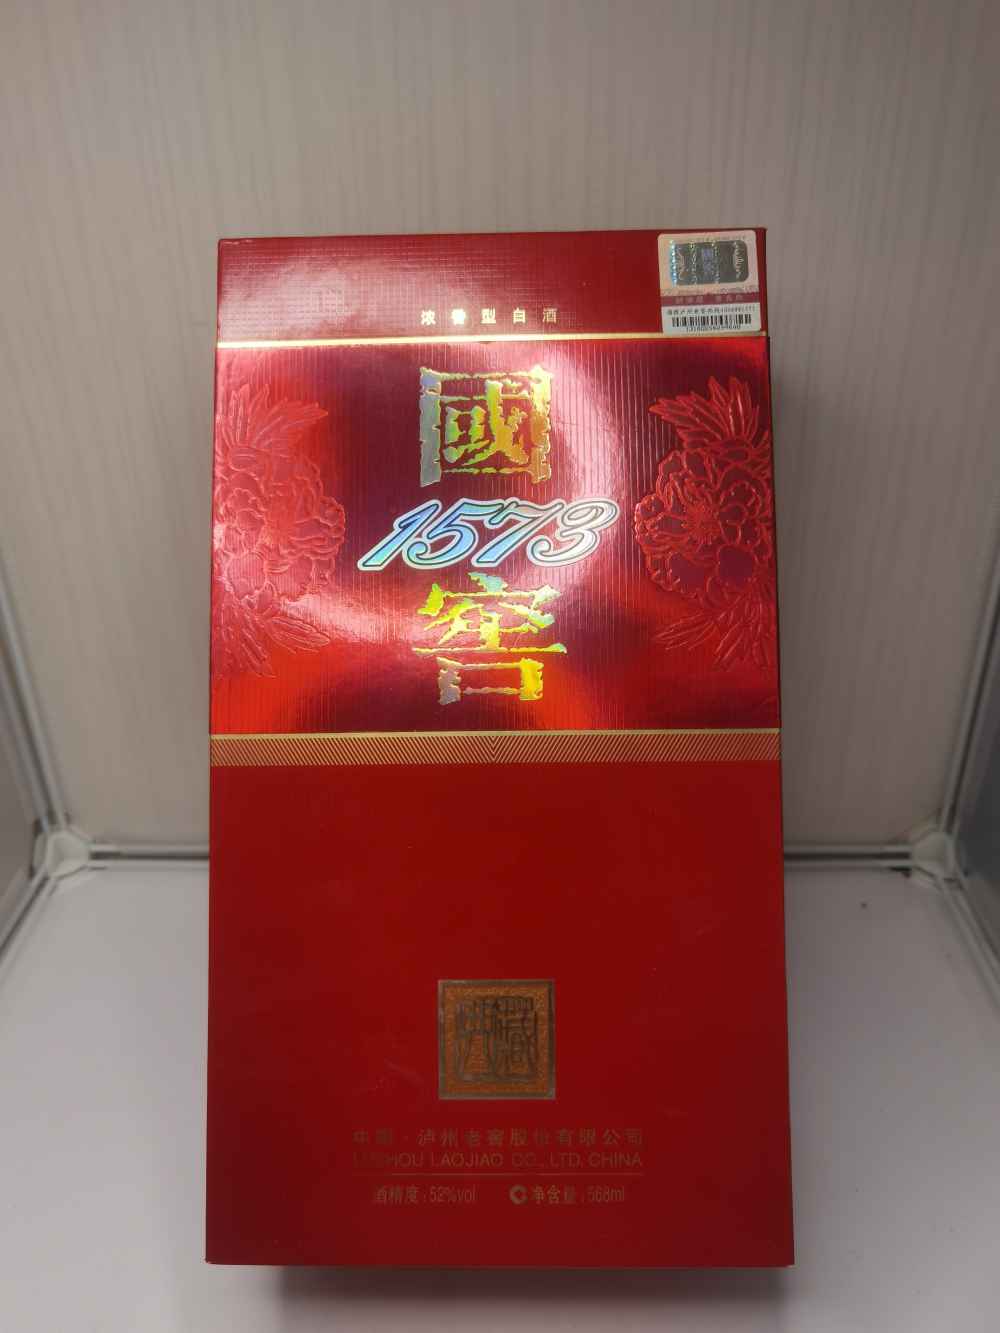 浓香型白酒
國
1573
窖
中国·泸州老窖股份有限公司
LUZHOU LAOJIAO CO.,LTD.CHINA
酒精度:52%vol 净含量:568ml